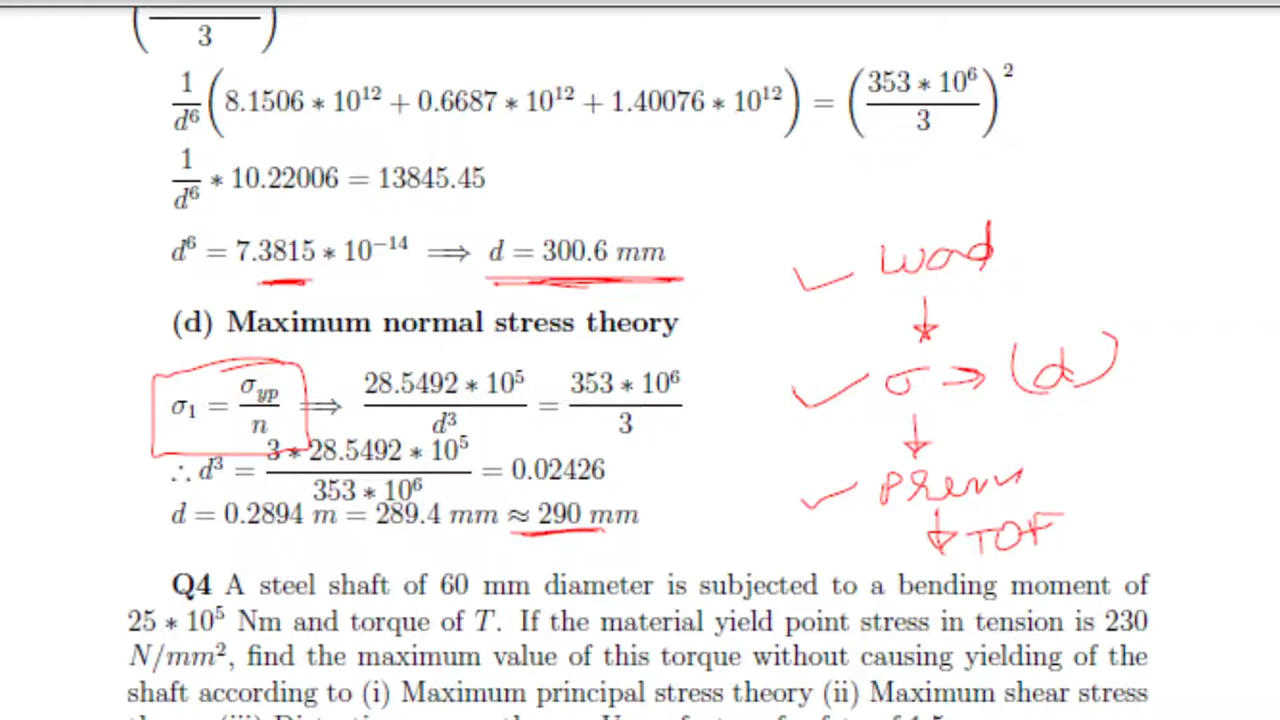 ( — / 3 )
1/d⁶ (8.1506 ∗ 10¹² + 0.6687 ∗ 10¹² + 1.40076 ∗ 10¹²) = (353 ∗ 10⁶ / 3)²
1/d⁶ ∗ 10.22006 = 13845.45
d⁶ = 7.3815 ∗ 10⁻¹⁴ ⟹ d = 300.6 mm
(d) Maximum normal stress theory
σ₁ = σyp/n ⟹ 28.5492 ∗ 10⁵ / d³ = 353 ∗ 10⁶ / 3
∴ d³ = 3 ∗ 28.5492 ∗ 10⁵ / 353 ∗ 10⁶ = 0.02426
d = 0.2894 m = 289.4 mm ≈ 290 mm
σ → (d)
↓ TOF
Q4 A steel shaft of 60 mm diameter is subjected to a bending moment of
25 ∗ 10⁵ Nm and torque of T. If the material yield point stress in tension is 230
N/mm², find the maximum value of this torque without causing yielding of the
shaft according to (i) Maximum principal stress theory (ii) Maximum shear stress